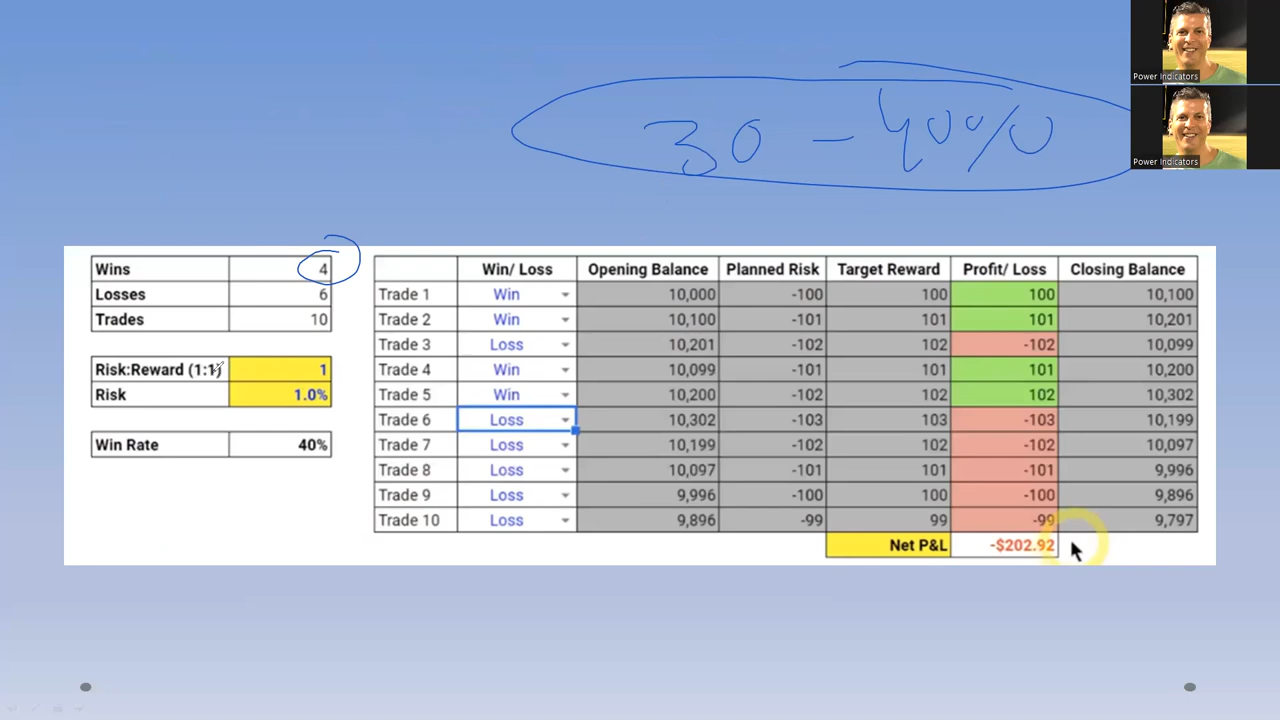 Power Indicators
Power Indicators
30 - 40%
Wins 4
Losses 6
Trades 10
Risk:Reward (1:1) 1
Risk 1.0%
Win Rate 40%
Win/ Loss Opening Balance Planned Risk Target Reward Profit/ Loss Closing Balance
Trade 1 Win 10,000 -100 100 100 10,100
Trade 2 Win 10,100 -101 101 101 10,201
Trade 3 Loss 10,201 -102 102 -102 10,099
Trade 4 Win 10,099 -101 101 101 10,200
Trade 5 Win 10,200 -102 102 102 10,302
Trade 6 Loss 10,302 -103 103 -103 10,199
Trade 7 Loss 10,199 -102 102 -102 10,097
Trade 8 Loss 10,097 -101 101 -101 9,996
Trade 9 Loss 9,996 -100 100 -100 9,896
Trade 10 Loss 9,896 -99 99 -99 9,797
Net P&L -$202.92